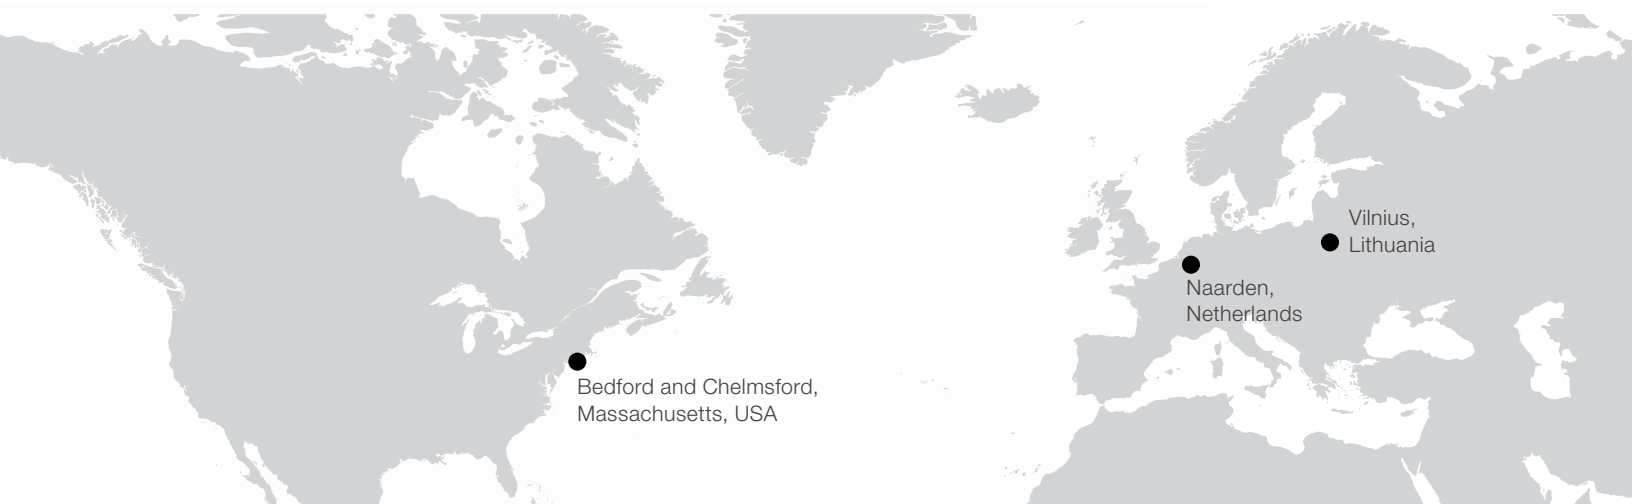 Vilnius,
Lithuania
Naarden,
Netherlands
Bedford and Chelmsford,
Massachusetts, USA